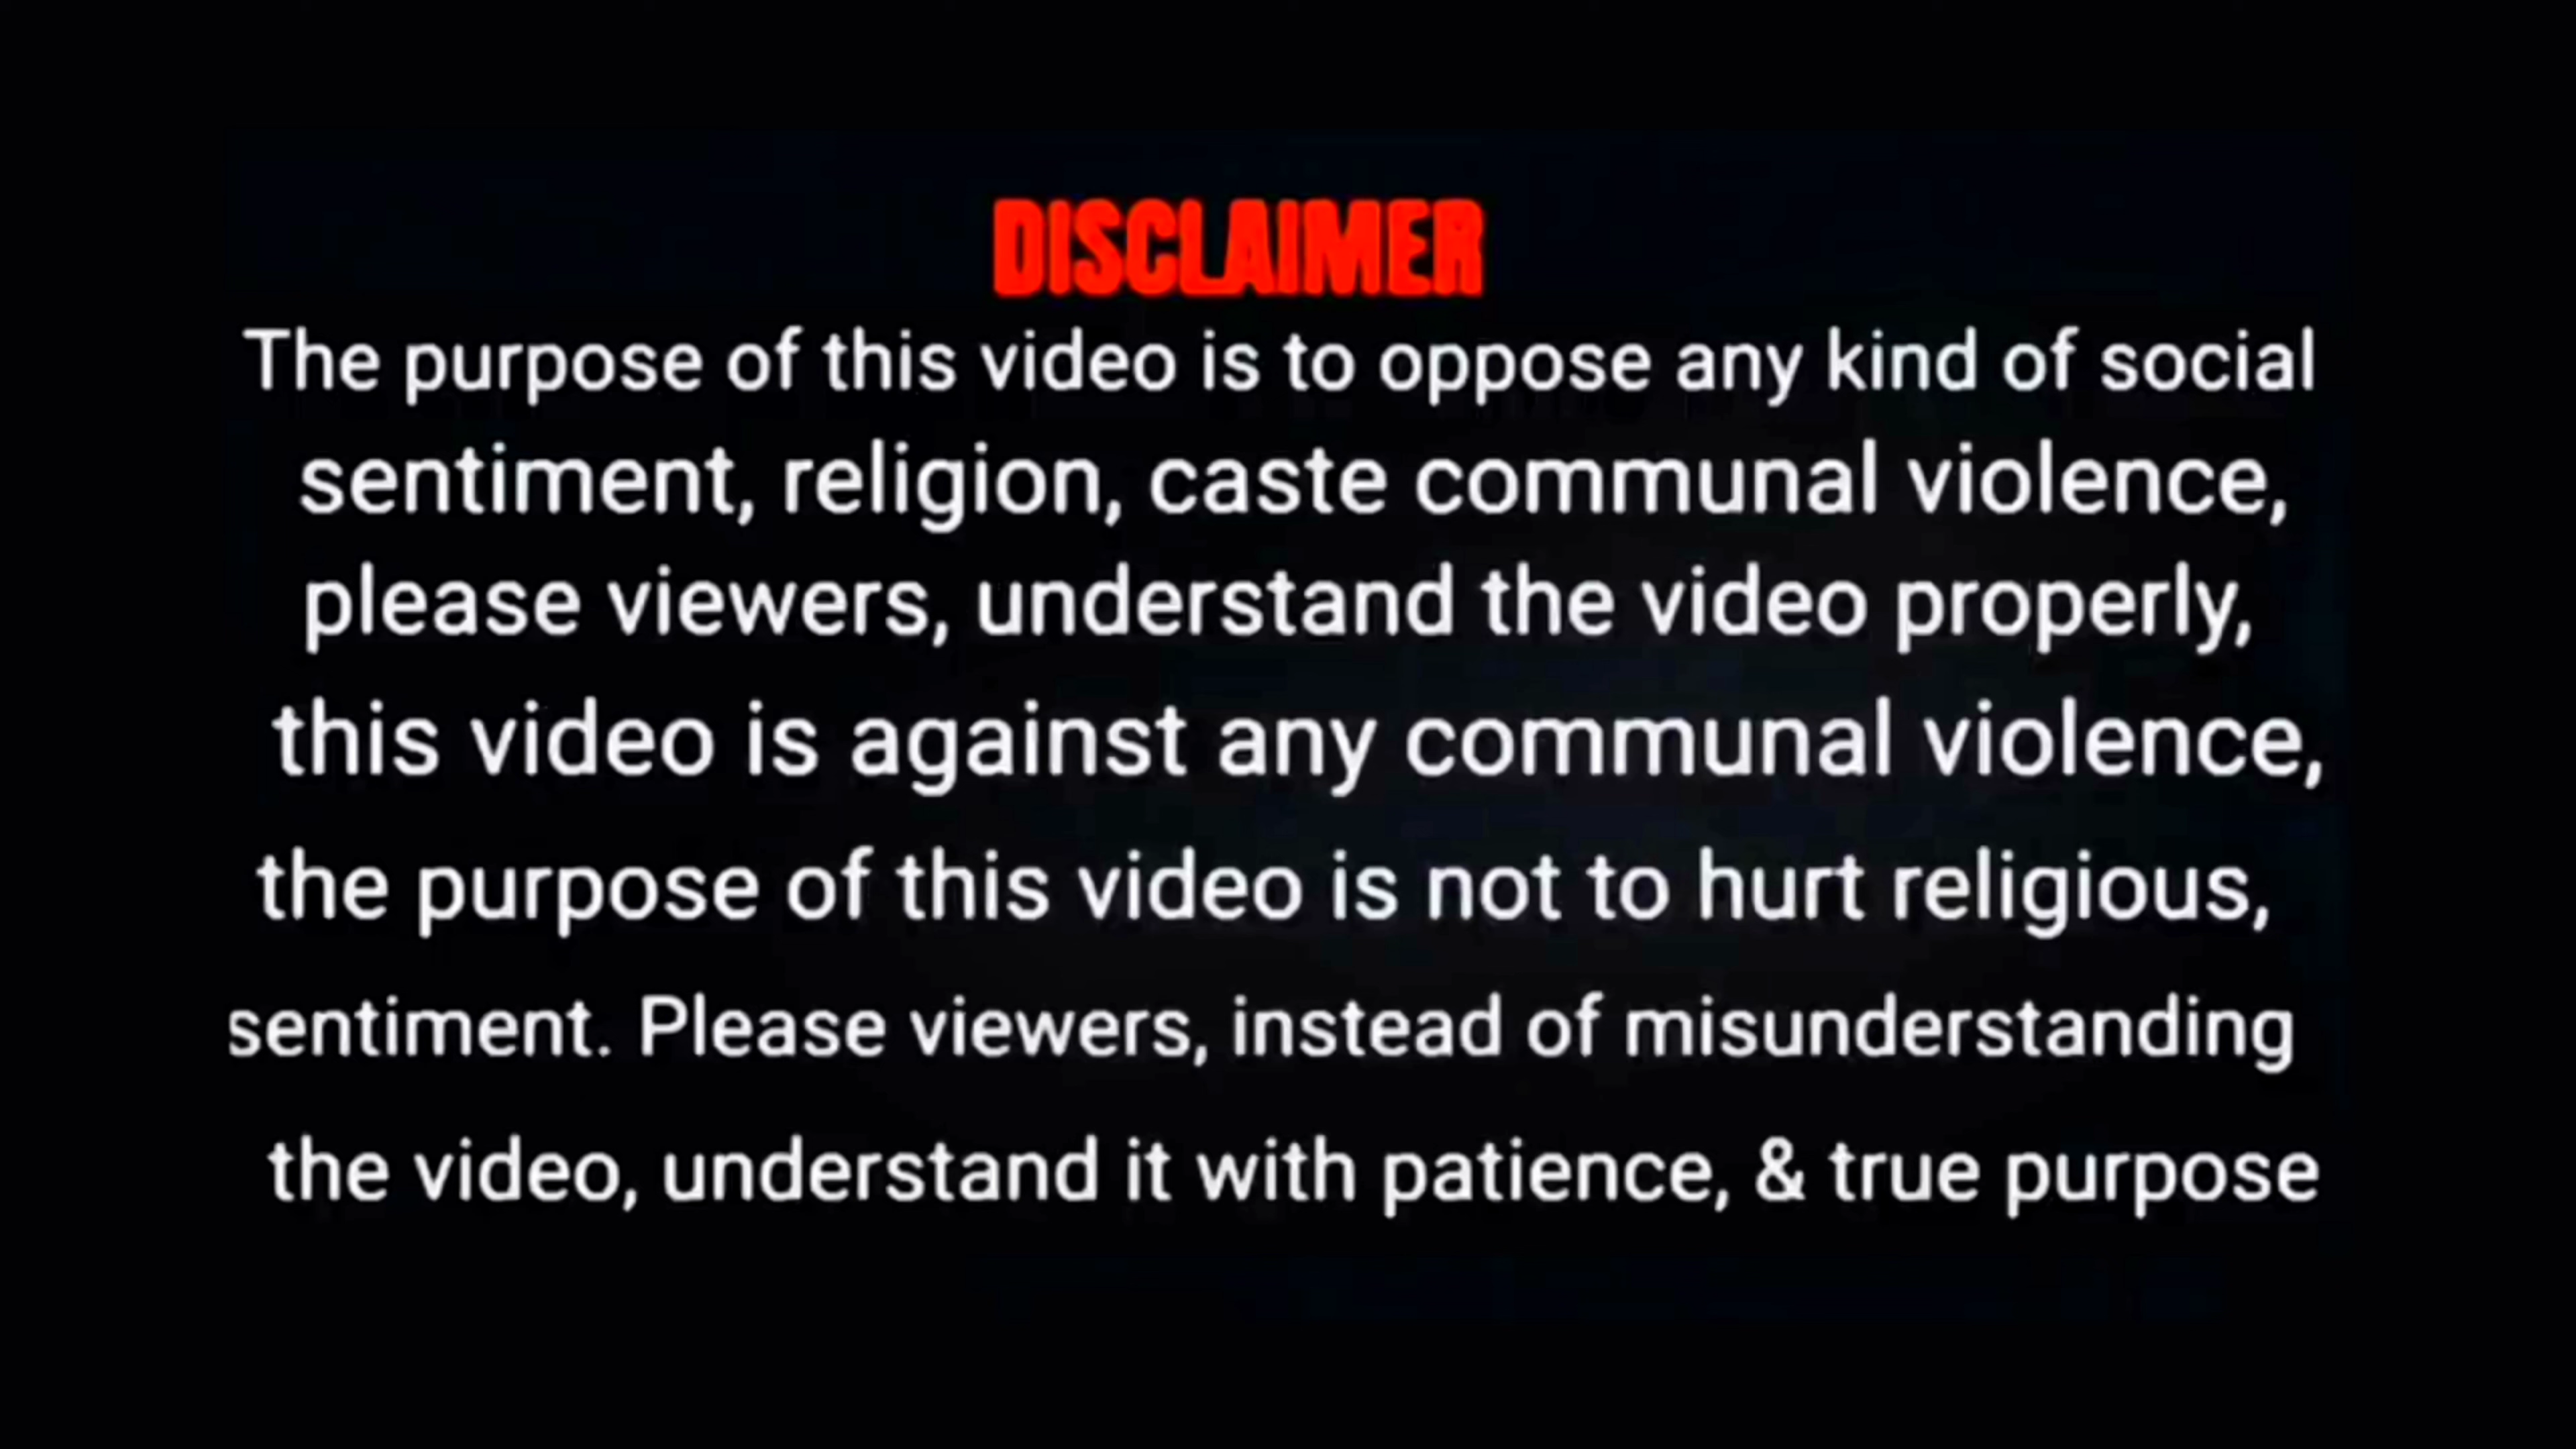 DISCLAIMER
The purpose of this video is to oppose any kind of social
sentiment, religion, caste communal violence,
please viewers, understand the video properly,
this video is against any communal violence,
the purpose of this video is not to hurt religious,
sentiment. Please viewers, instead of misunderstanding
the video, understand it with patience, & true purpose